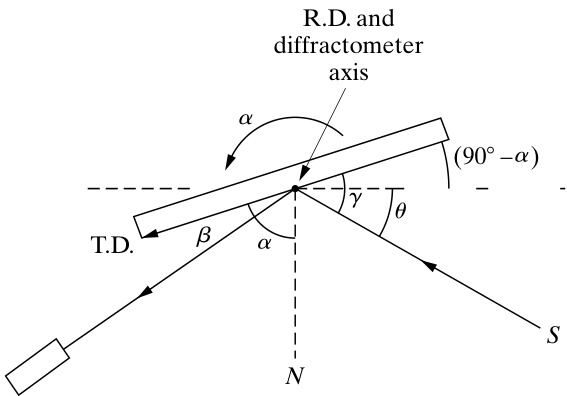 R.D. and
diffractometer
axis
α
(90° – α)
γ
θ
T.D.
β
α
S
N